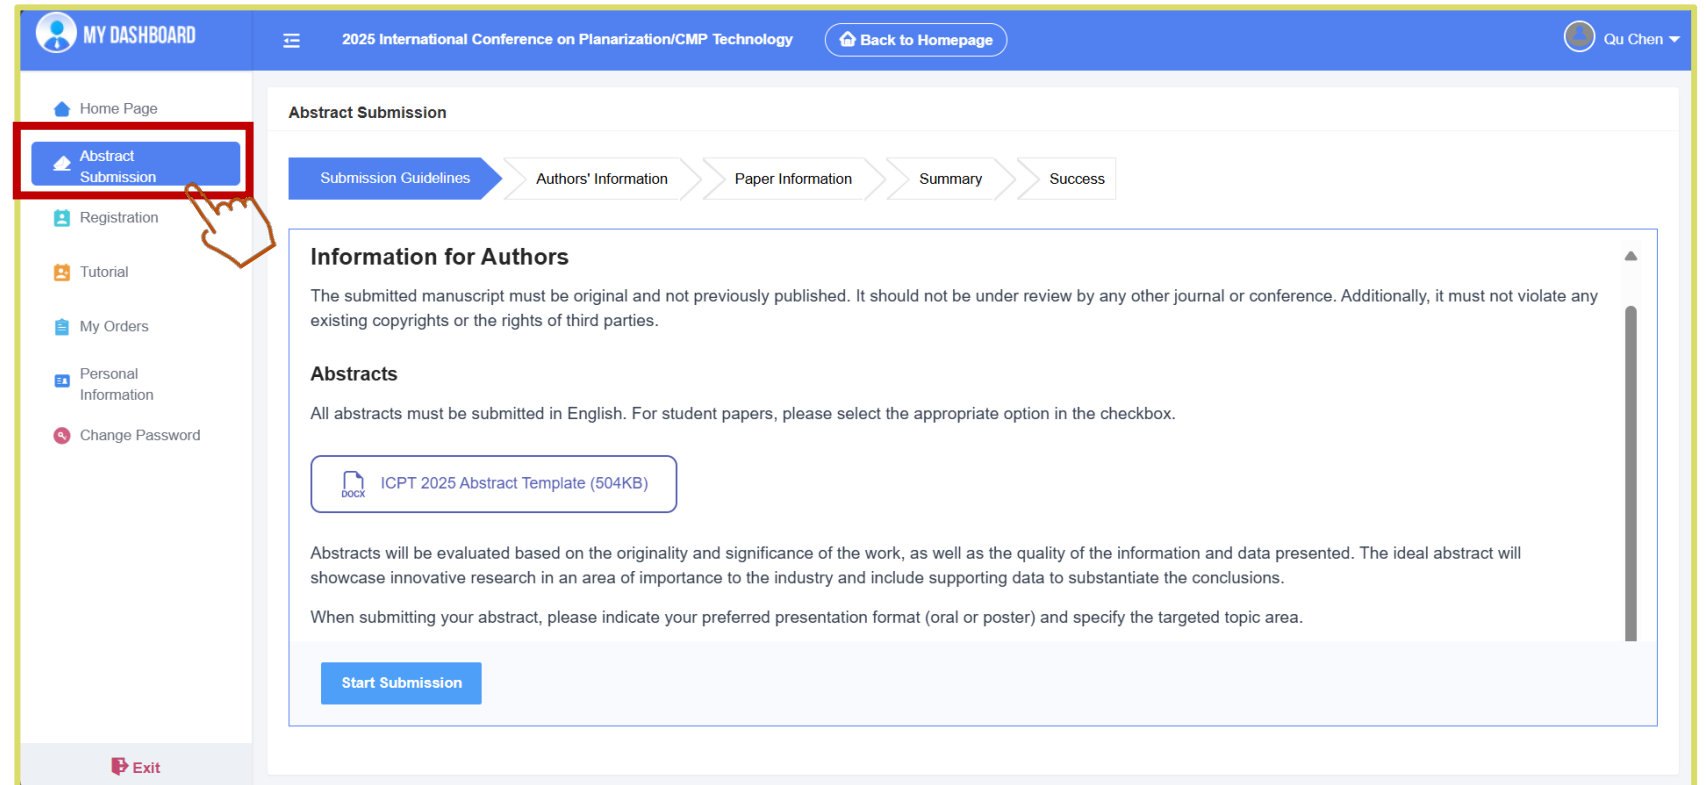 MY DASHBOARD
2025 International Conference on Planarization/CMP Technology
Back to Homepage
Qu Chen
Home Page
Abstract
Submission
Registration
Tutorial
My Orders
Personal
Information
Change Password
Exit
Abstract Submission
Submission Guidelines
Authors' Information
Paper Information
Summary
Success
Information for Authors
The submitted manuscript must be original and not previously published. It should not be under review by any other journal or conference. Additionally, it must not violate any
existing copyrights or the rights of third parties.
Abstracts
All abstracts must be submitted in English. For student papers, please select the appropriate option in the checkbox.
DOCX
ICPT 2025 Abstract Template (504KB)
Abstracts will be evaluated based on the originality and significance of the work, as well as the quality of the information and data presented. The ideal abstract will
showcase innovative research in an area of importance to the industry and include supporting data to substantiate the conclusions.
When submitting your abstract, please indicate your preferred presentation format (oral or poster) and specify the targeted topic area.
Start Submission